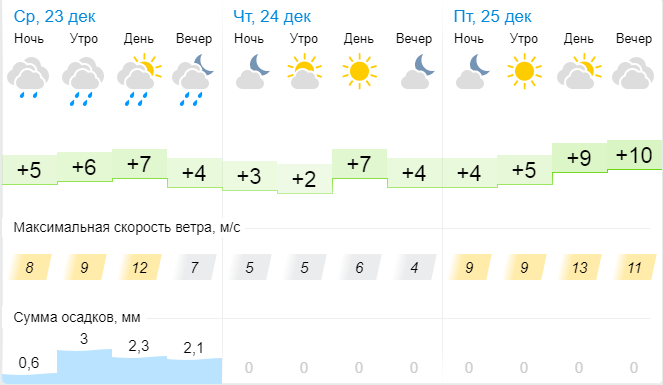 Ср, 23 дек Чт, 24 дек Пт, 25 дек
Ночь Утро День Вечер Ночь Утро День Вечер Ночь Утро День Вечер
+5 +6 +7 +4 +3 +2 +7 +4 +4 +5 +9 +10
Максимальная скорость ветра, м/с
8 9 12 7 5 5 6 4 9 9 13 11
Сумма осадков, мм
0,6 3 2,3 2,1 0 0 0 0 0 0 0 0